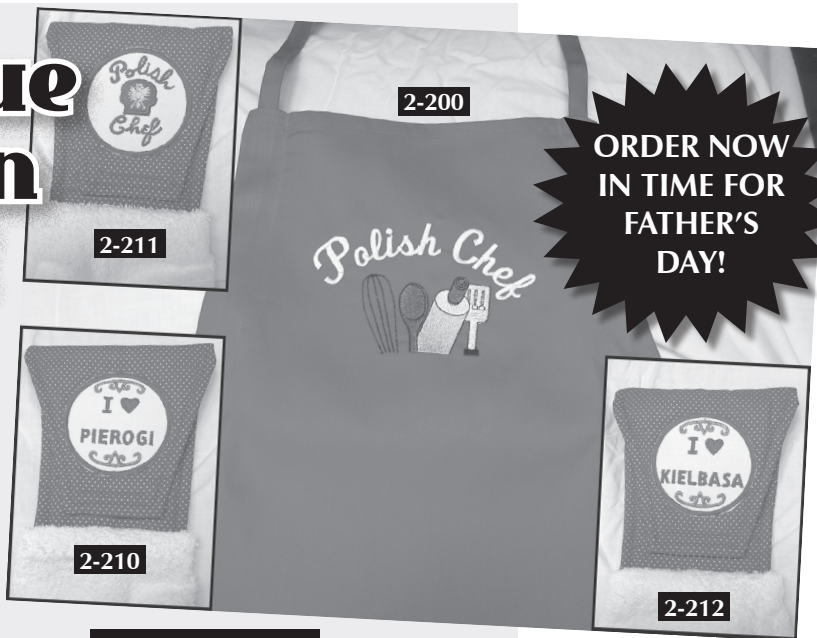 Polish
Chef
2-211
2-200
ORDER NOW
IN TIME FOR
FATHER'S
DAY!
Polish Chef
I ♥
PIEROGI
2-210
I ♥
KIELBASA
2-212